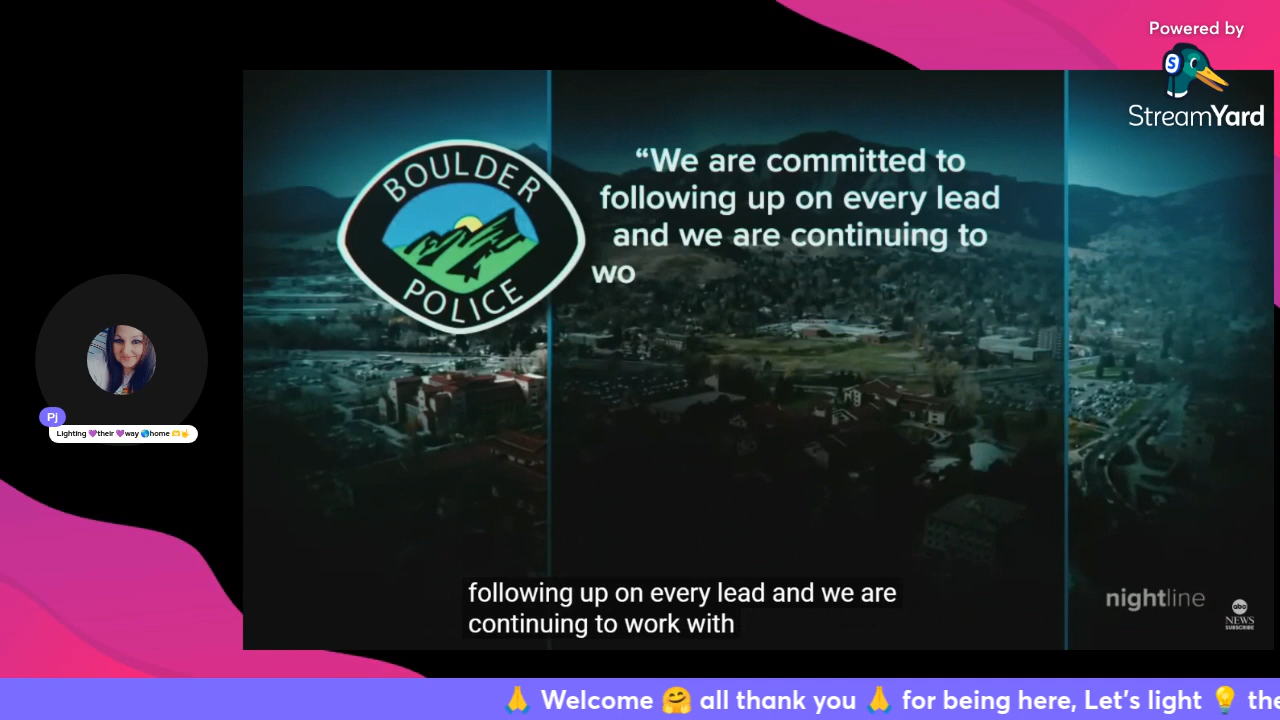 Powered by
StreamYard
BOULDER
POLICE
“We are committed to
following up on every lead
and we are continuing to
wo
Pj
Lighting 💜their 💜way 🌎home 🫶🤟
following up on every lead and we are
continuing to work with
nightline
abc
NEWS
SUBSCRIBE
🙏 Welcome 🤗 all thank you 🙏 for being here, Let's light 💡 the